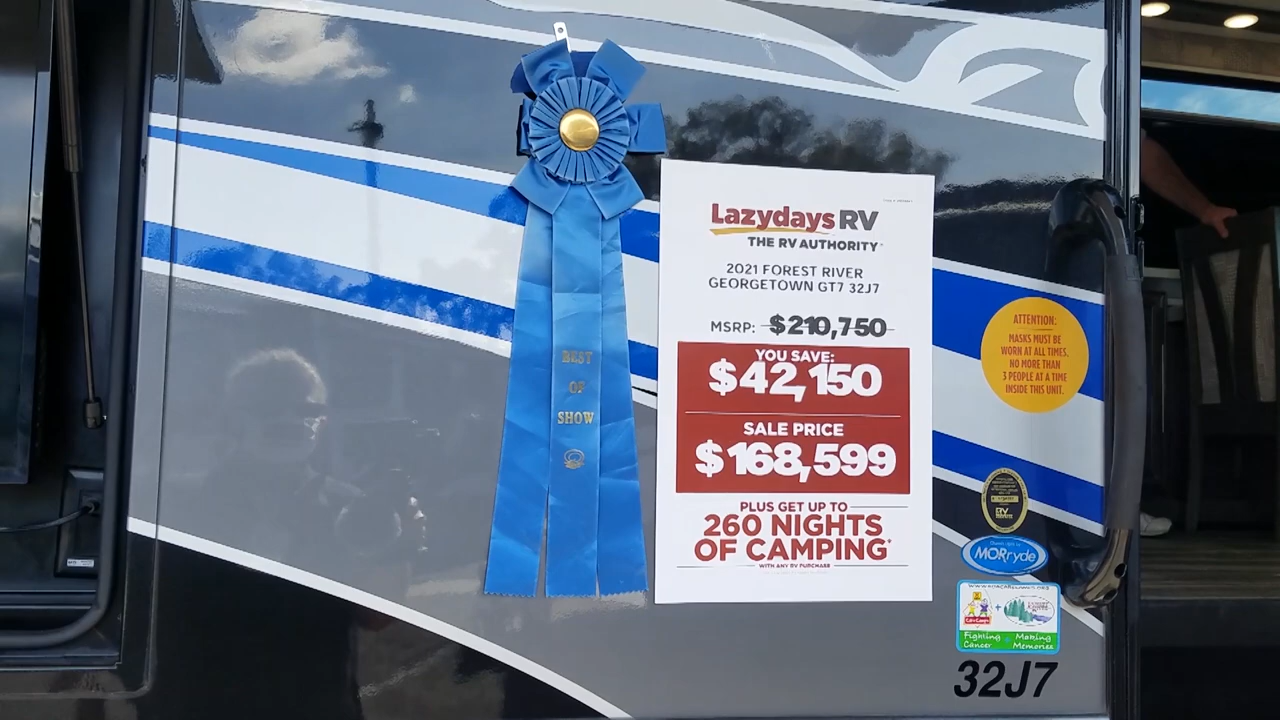 BEST
OF
SHOW
Lazydays RV
THE RV AUTHORITY®
2021 FOREST RIVER
GEORGETOWN GT7 32J7
MSRP: $210,750
YOU SAVE:
$42,150
SALE PRICE
$168,599
PLUS GET UP TO
260 NIGHTS
OF CAMPING*
WITH ANY RV PURCHASE
ATTENTION:
MASKS MUST BE
WORN AT ALL TIMES.
NO MORE THAN
3 PEOPLE AT A TIME
INSIDE THIS UNIT.
RV
MORryde
Fighting Making
Cancer Memories
32J7